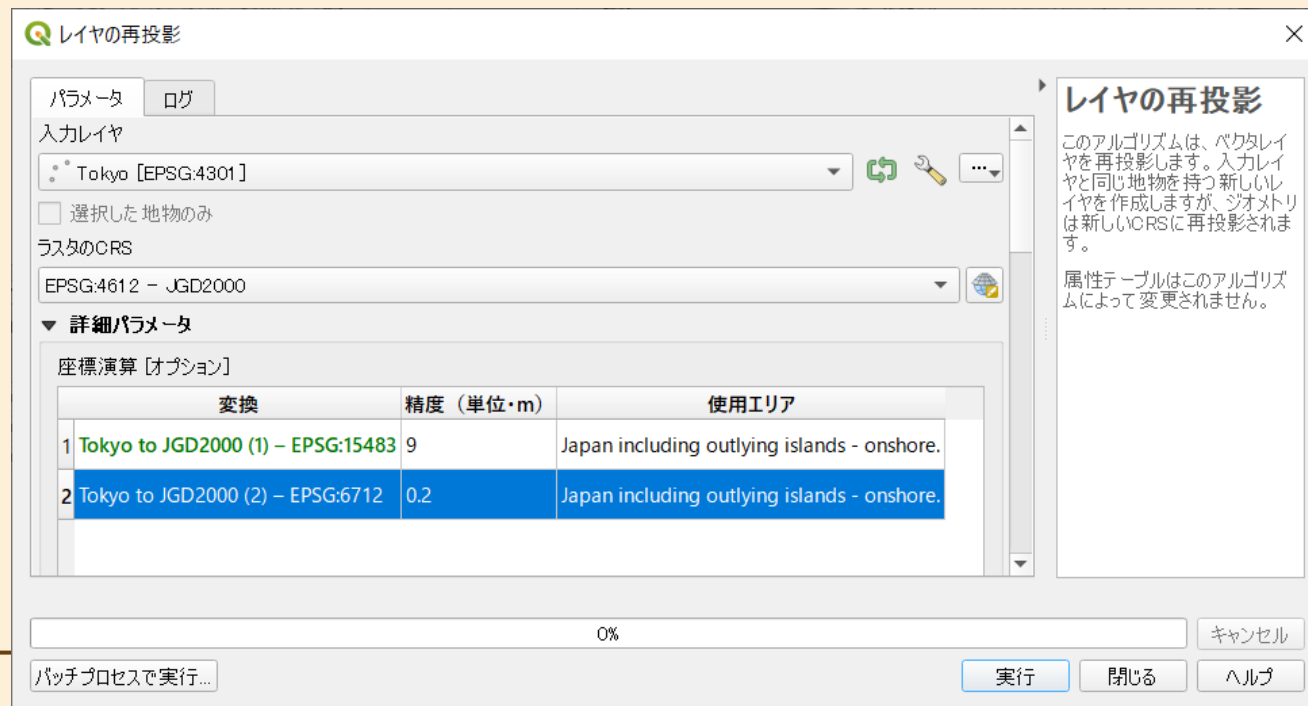 レイヤの再投影
パラメータ ログ
入力レイヤ
Tokyo [EPSG:4301]
...
選択した地物のみ
ラスタのCRS
EPSG:4612 - JGD2000
▼ 詳細パラメータ
座標演算 [オプション]
変換 精度（単位・m） 使用エリア
1 Tokyo to JGD2000 (1) – EPSG:15483 9 Japan including outlying islands - onshore.
2 Tokyo to JGD2000 (2) – EPSG:6712 0.2 Japan including outlying islands - onshore.
レイヤの再投影
このアルゴリズムは、ベクタレイ
ヤを再投影します。入力レイ
ヤと同じ地物を持つ新しいレ
イヤを作成しますが、ジオメトリ
は新しいCRSに再投影されま
す。
属性テーブルはこのアルゴリズ
ムによって変更されません。
0%
キャンセル
バッチプロセスで実行...
実行 閉じる ヘルプ